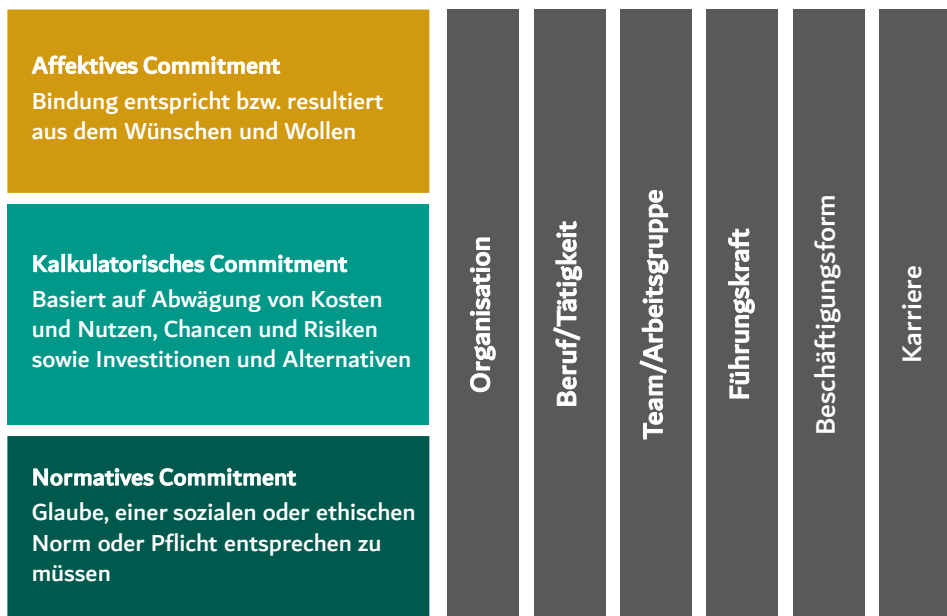 Affektives Commitment
Bindung entspricht bzw. resultiert
aus dem Wünschen und Wollen
Kalkulatorisches Commitment
Basiert auf Abwägung von Kosten
und Nutzen, Chancen und Risiken
sowie Investitionen und Alternativen
Normatives Commitment
Glaube, einer sozialen oder ethischen
Norm oder Pflicht entsprechen zu
müssen
Organisation
Beruf/Tätigkeit
Team/Arbeitsgruppe
Führungskraft
Beschäftigungsform
Karriere